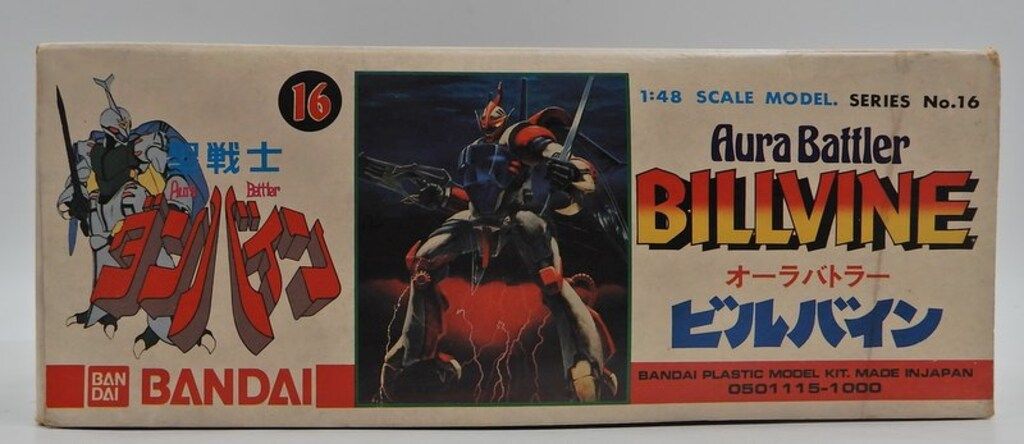 16
聖戦士
Aura Battler
ダンバイン
BAN
DAI
BANDAI
1:48 SCALE MODEL. SERIES No.16
Aura Battler
BILLVINE
オーラバトラー
ビルバイン
BANDAI PLASTIC MODEL KIT. MADE INJAPAN
0501115-1000